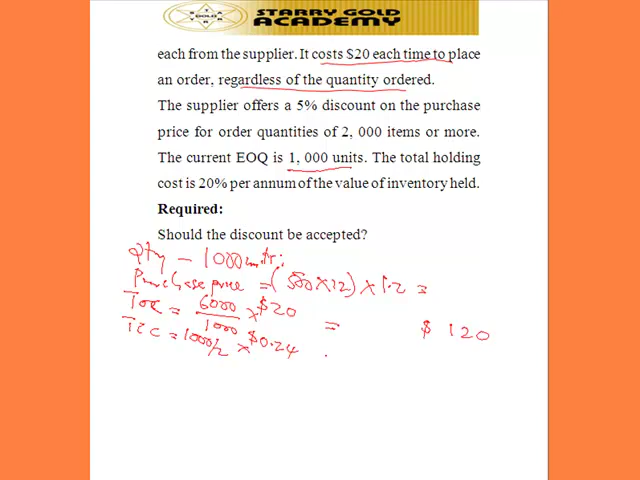 STARRY GOLD
ACADEMY
GOLD
each from the supplier. It costs $20 each time to place
an order, regardless of the quantity ordered.
The supplier offers a 5% discount on the purchase
price for order quantities of 2, 000 items or more.
The current EOQ is 1, 000 units. The total holding
cost is 20% per annum of the value of inventory held.
Required:
Should the discount be accepted?
Qty - 1000 units:
Purchase price = (500 x 12) x 1.2 =
TOC = 6000/1000 x $20 = $ 120
TCC = 1000/2 x $0.24